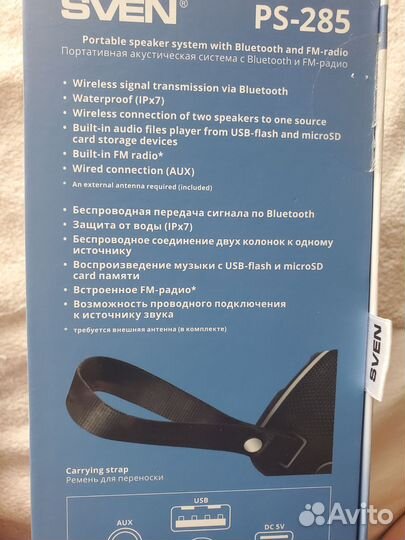 SVEN®
PS-285
Portable speaker system with Bluetooth and FM-radio
Портативная акустическая система с Bluetooth и FM-радио
• Wireless signal transmission via Bluetooth
• Waterproof (IPx7)
• Wireless connection of two speakers to one source
• Built-in audio files player from USB-flash and microSD
card storage devices
• Built-in FM radio*
• Wired connection (AUX)
* An external antenna required (included)
• Беспроводная передача сигнала по Bluetooth
• Защита от воды (IPx7)
• Беспроводное соединение двух колонок к одному
источнику
• Воспроизведение музыки с USB-flash и microSD
card памяти
• Встроенное FM-радио*
• Возможность проводного подключения
к источнику звука
* требуется внешняя антенна (в комплекте)
SVEN
Carrying strap
Ремень для переноски
USB
AUX
DC 5V
Avito